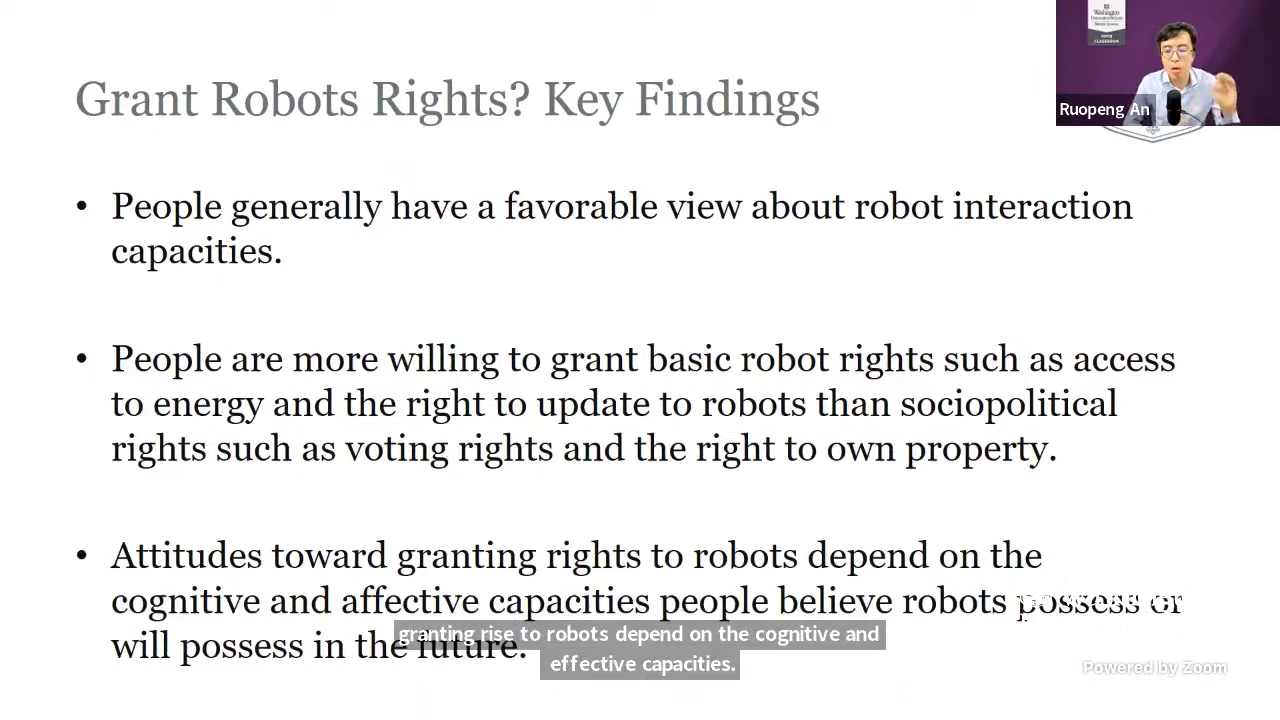 Grant Robots Rights? Key Findings
Washington
OPEN
CLASSROOM
Ruopeng An
• People generally have a favorable view about robot interaction
capacities.
• People are more willing to grant basic robot rights such as access
to energy and the right to update to robots than sociopolitical
rights such as voting rights and the right to own property.
• Attitudes toward granting rights to robots depend on the
cognitive and affective capacities people believe robots possess or
will possess in the future.
granting rise to robots depend on the cognitive and
effective capacities.
Powered by Zoom